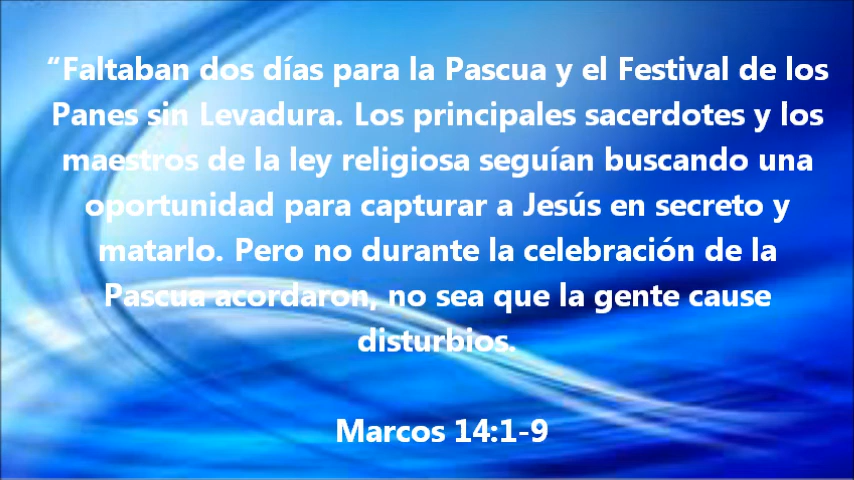 “Faltaban dos días para la Pascua y el Festival de los
Panes sin Levadura. Los principales sacerdotes y los
maestros de la ley religiosa seguían buscando una
oportunidad para capturar a Jesús en secreto y
matarlo. Pero no durante la celebración de la
Pascua acordaron, no sea que la gente cause
disturbios.
Marcos 14:1-9